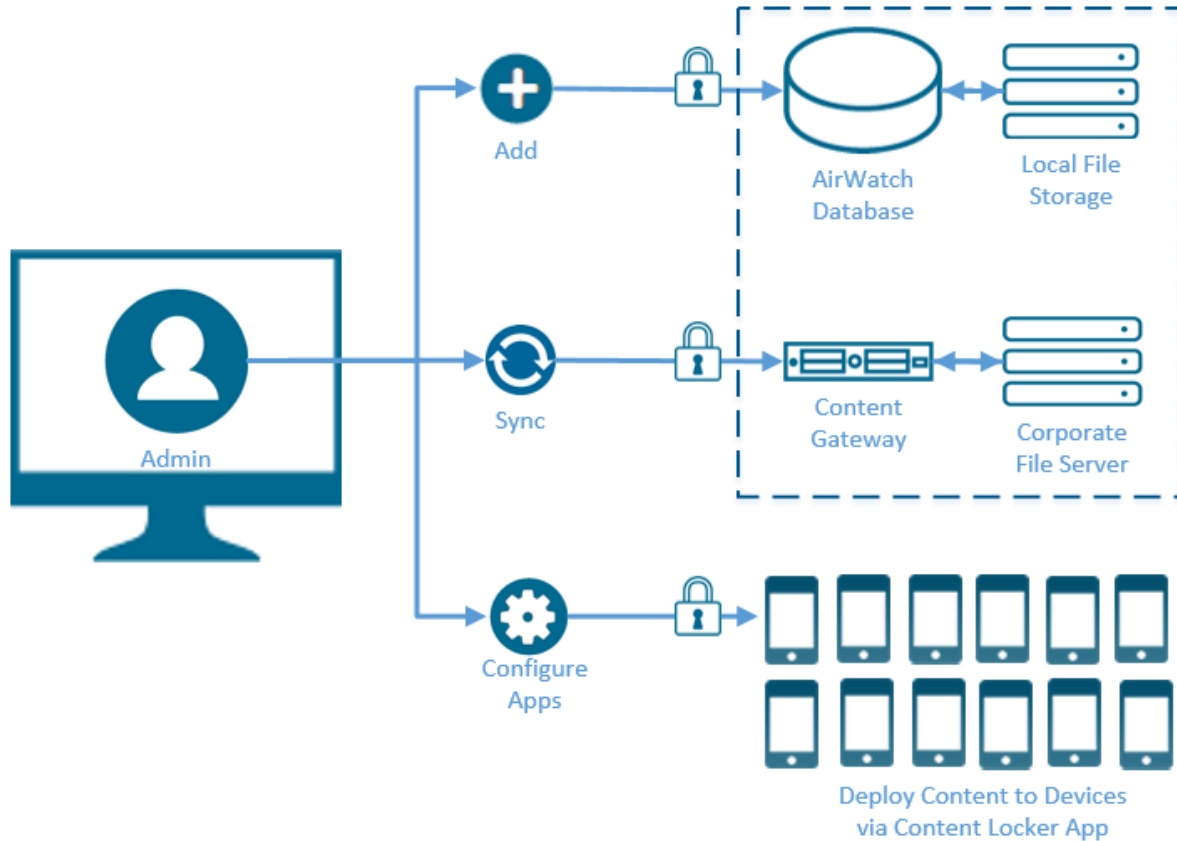 Add
AirWatch
Database
Local File
Storage
Admin
Sync
Content
Gateway
Corporate
File Server
Configure
Apps
Deploy Content to Devices
via Content Locker App